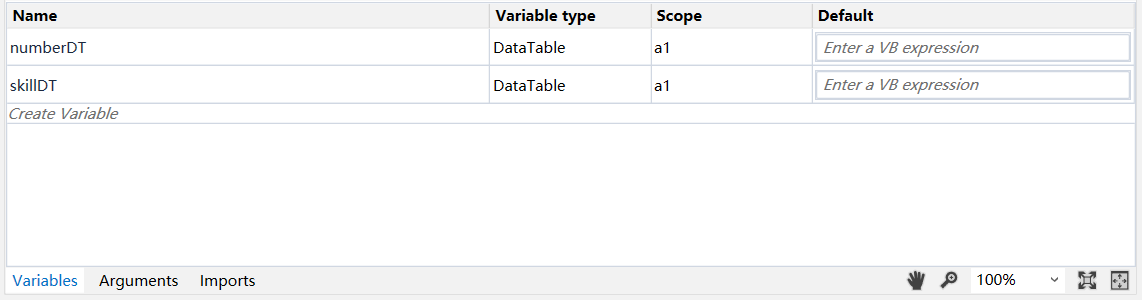 Name Variable type Scope Default
numberDT DataTable a1 Enter a VB expression
skillDT DataTable a1 Enter a VB expression
Create Variable
Variables Arguments Imports 100%